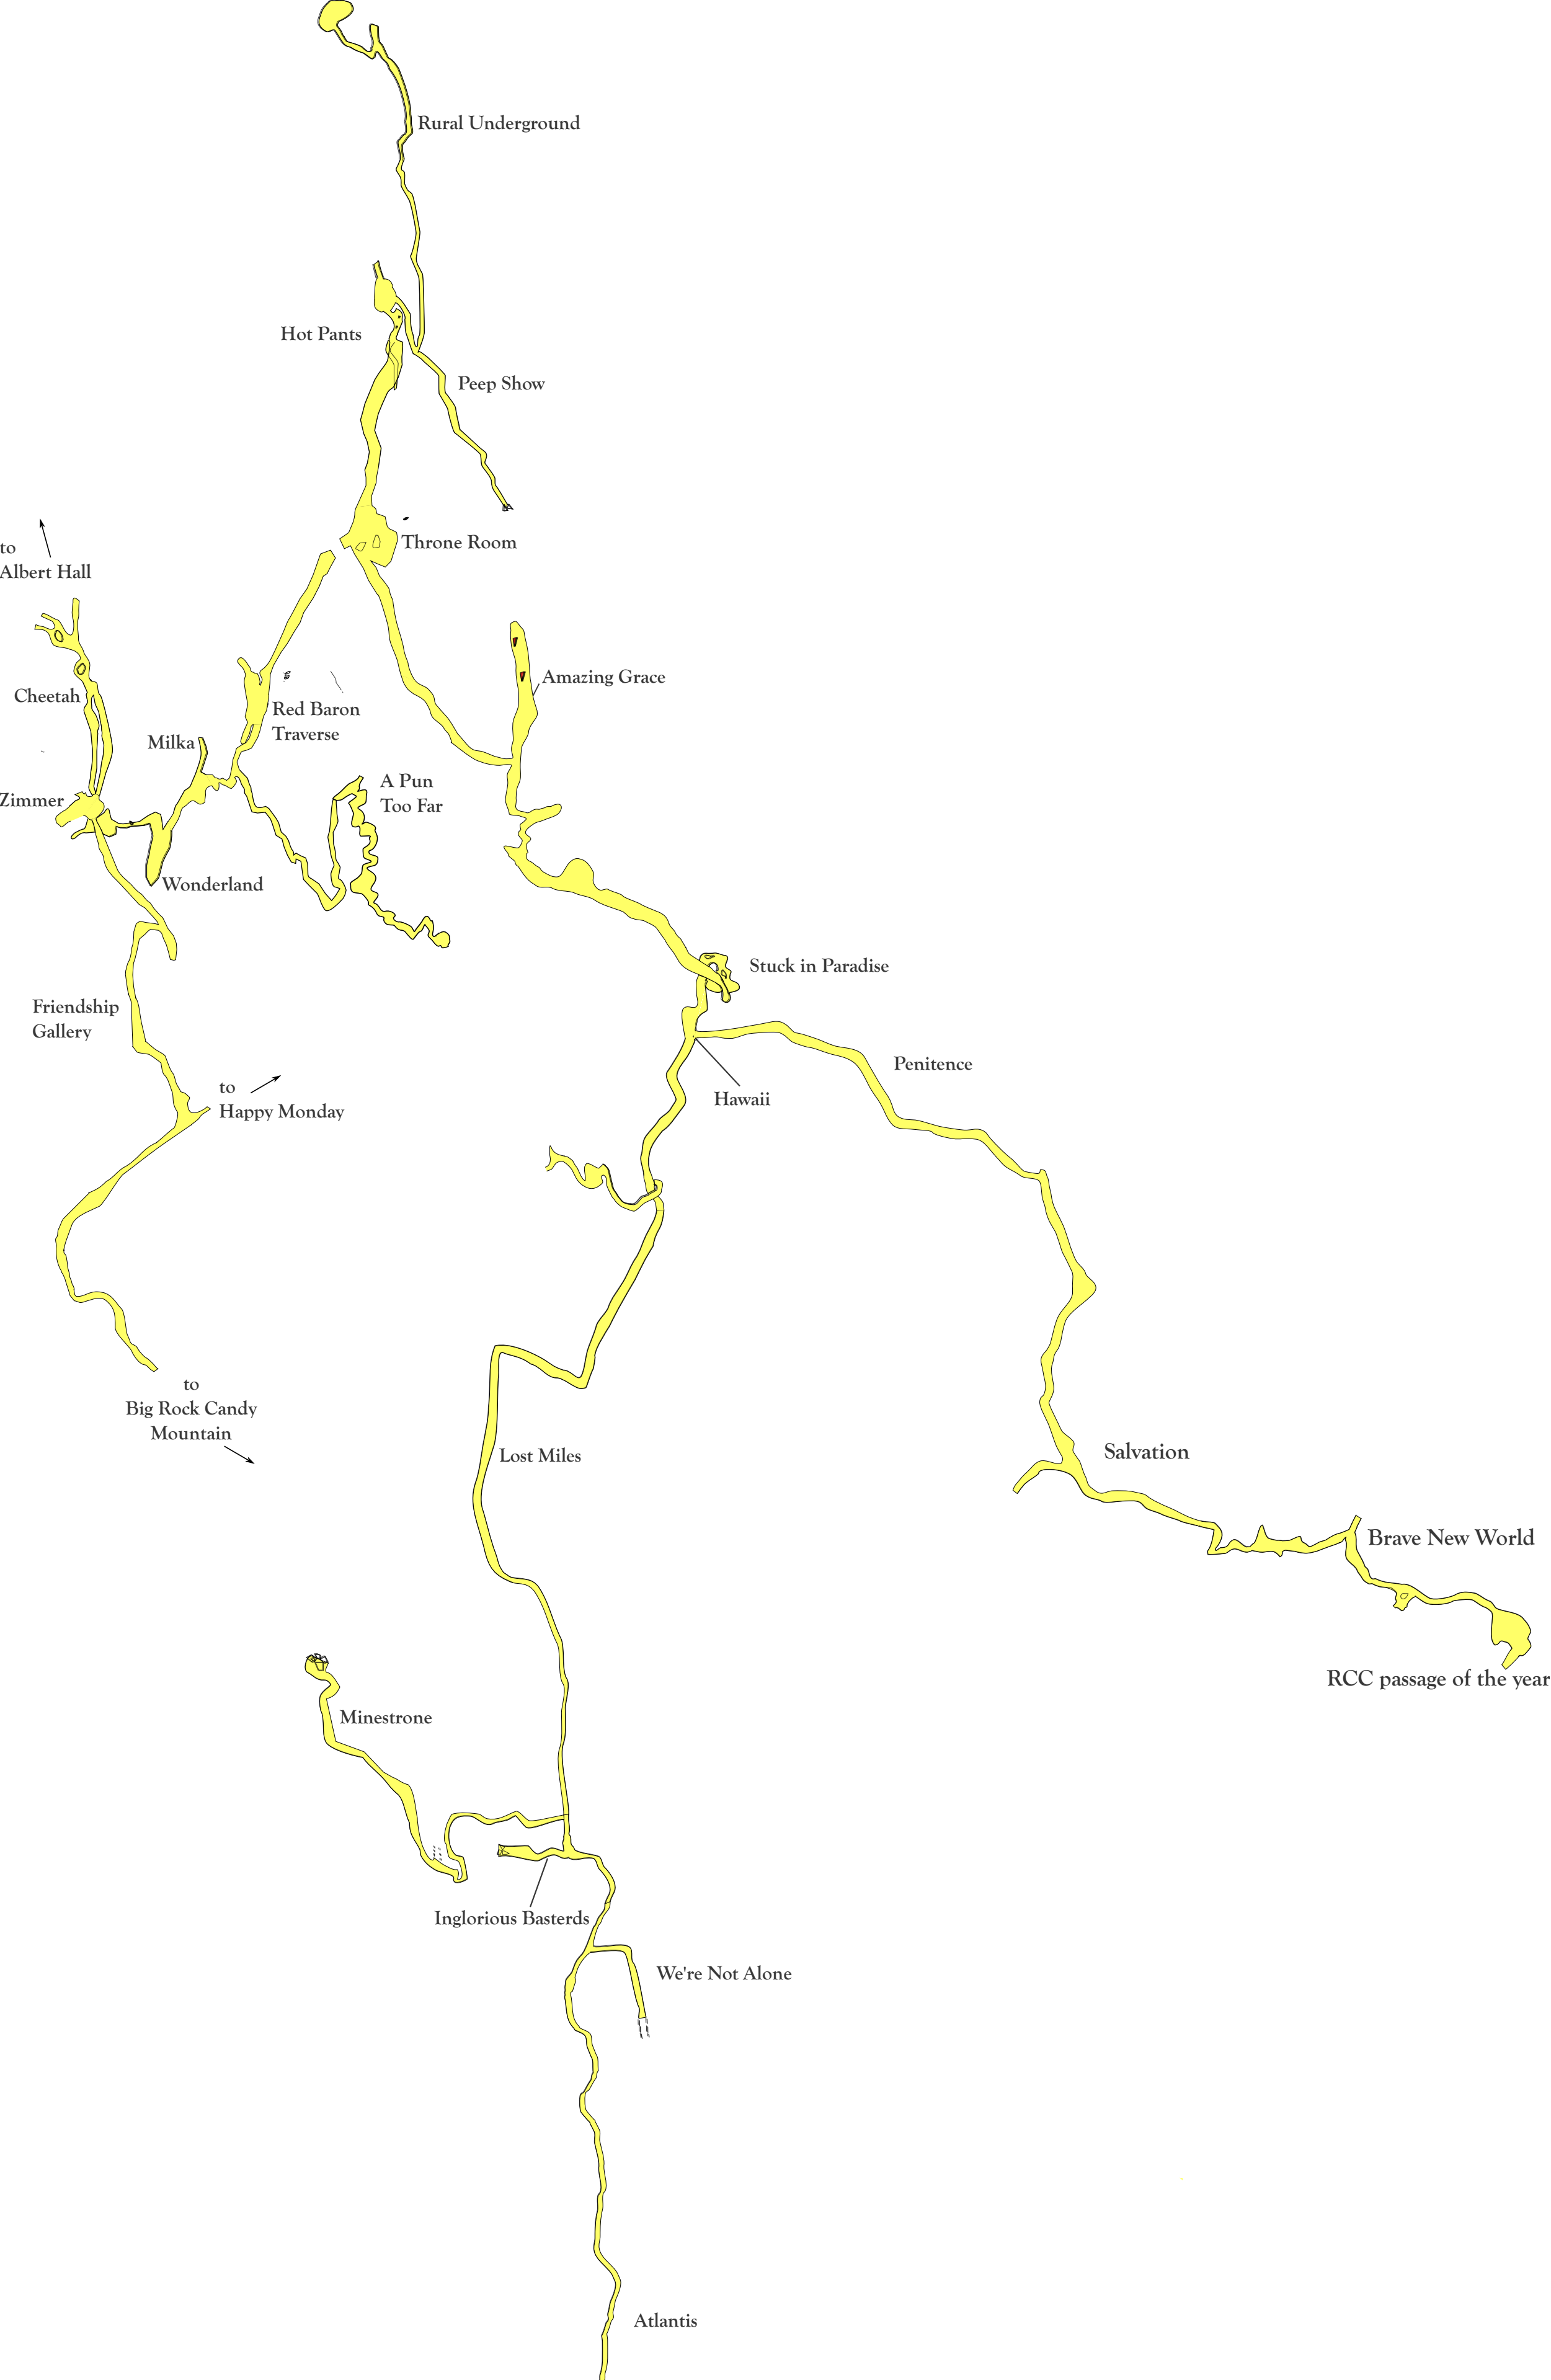 Rural Underground
Hot Pants
Peep Show
Throne Room
to
Albert Hall
Amazing Grace
Cheetah
Red Baron
Traverse
Milka
A Pun
Too Far
Zimmer
Wonderland
Stuck in Paradise
Friendship
Gallery
Penitence
to
Happy Monday
Hawaii
to
Big Rock Candy
Mountain
Lost Miles
Salvation
Brave New World
RCC passage of the year
Minestrone
Inglorious Basterds
We're Not Alone
Atlantis